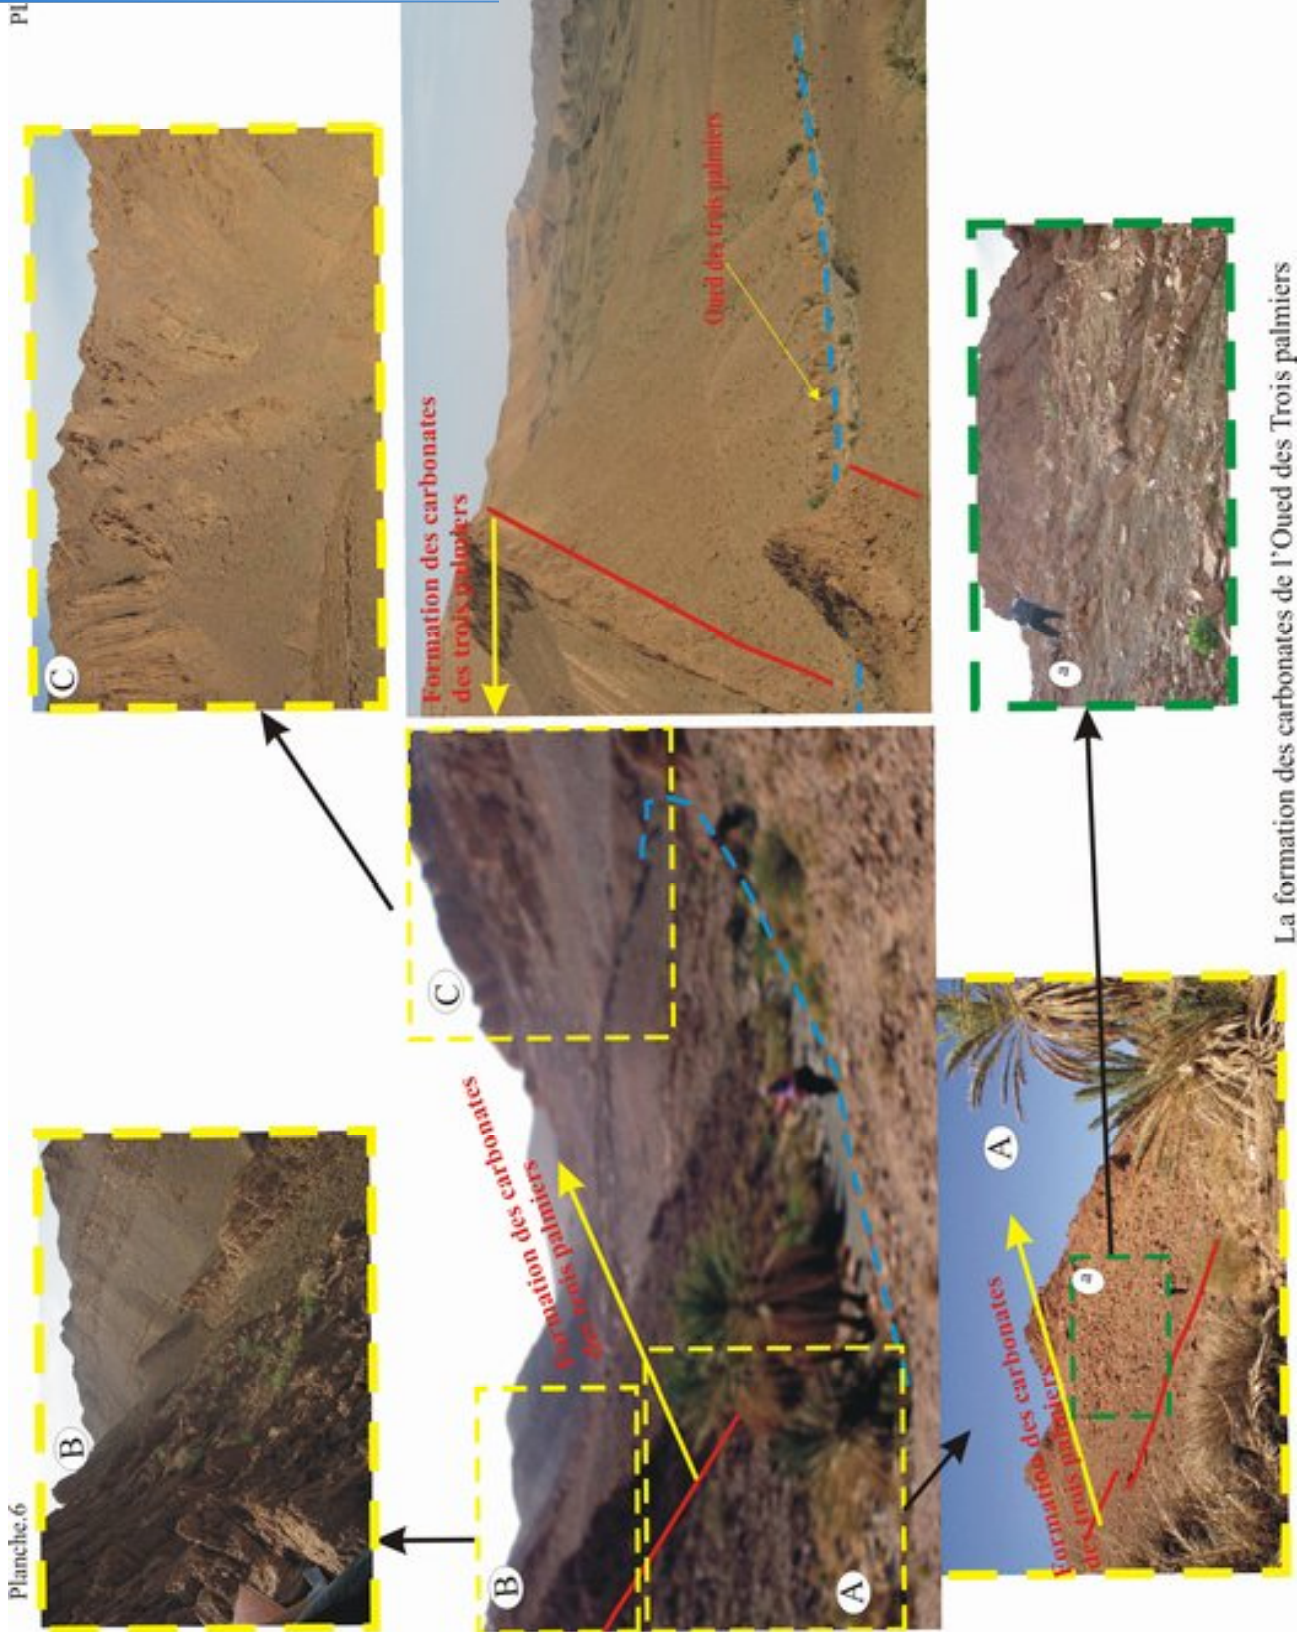 Planche.6
Pl
B
C
Formation des carbonates
des trois palmiers
Oued des trois palmiers
B
C
Formation des carbonates
des trois palmiers
A
A
Formation des carbonates
des trois palmiers
a
a
La formation des carbonates de l'Oued des Trois palmiers